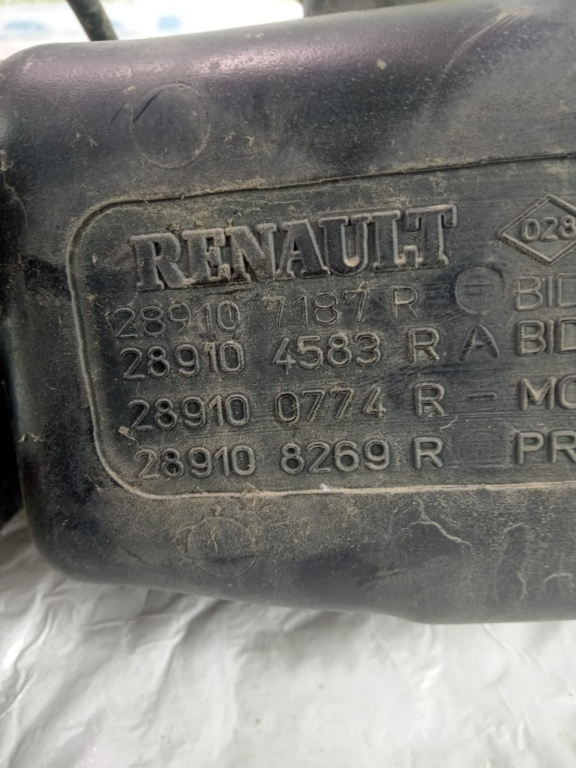 RENAULT 028
28910 7187 R BID
28910 4583 R A BID
28910 0774 R - MO
28910 8269 R PR